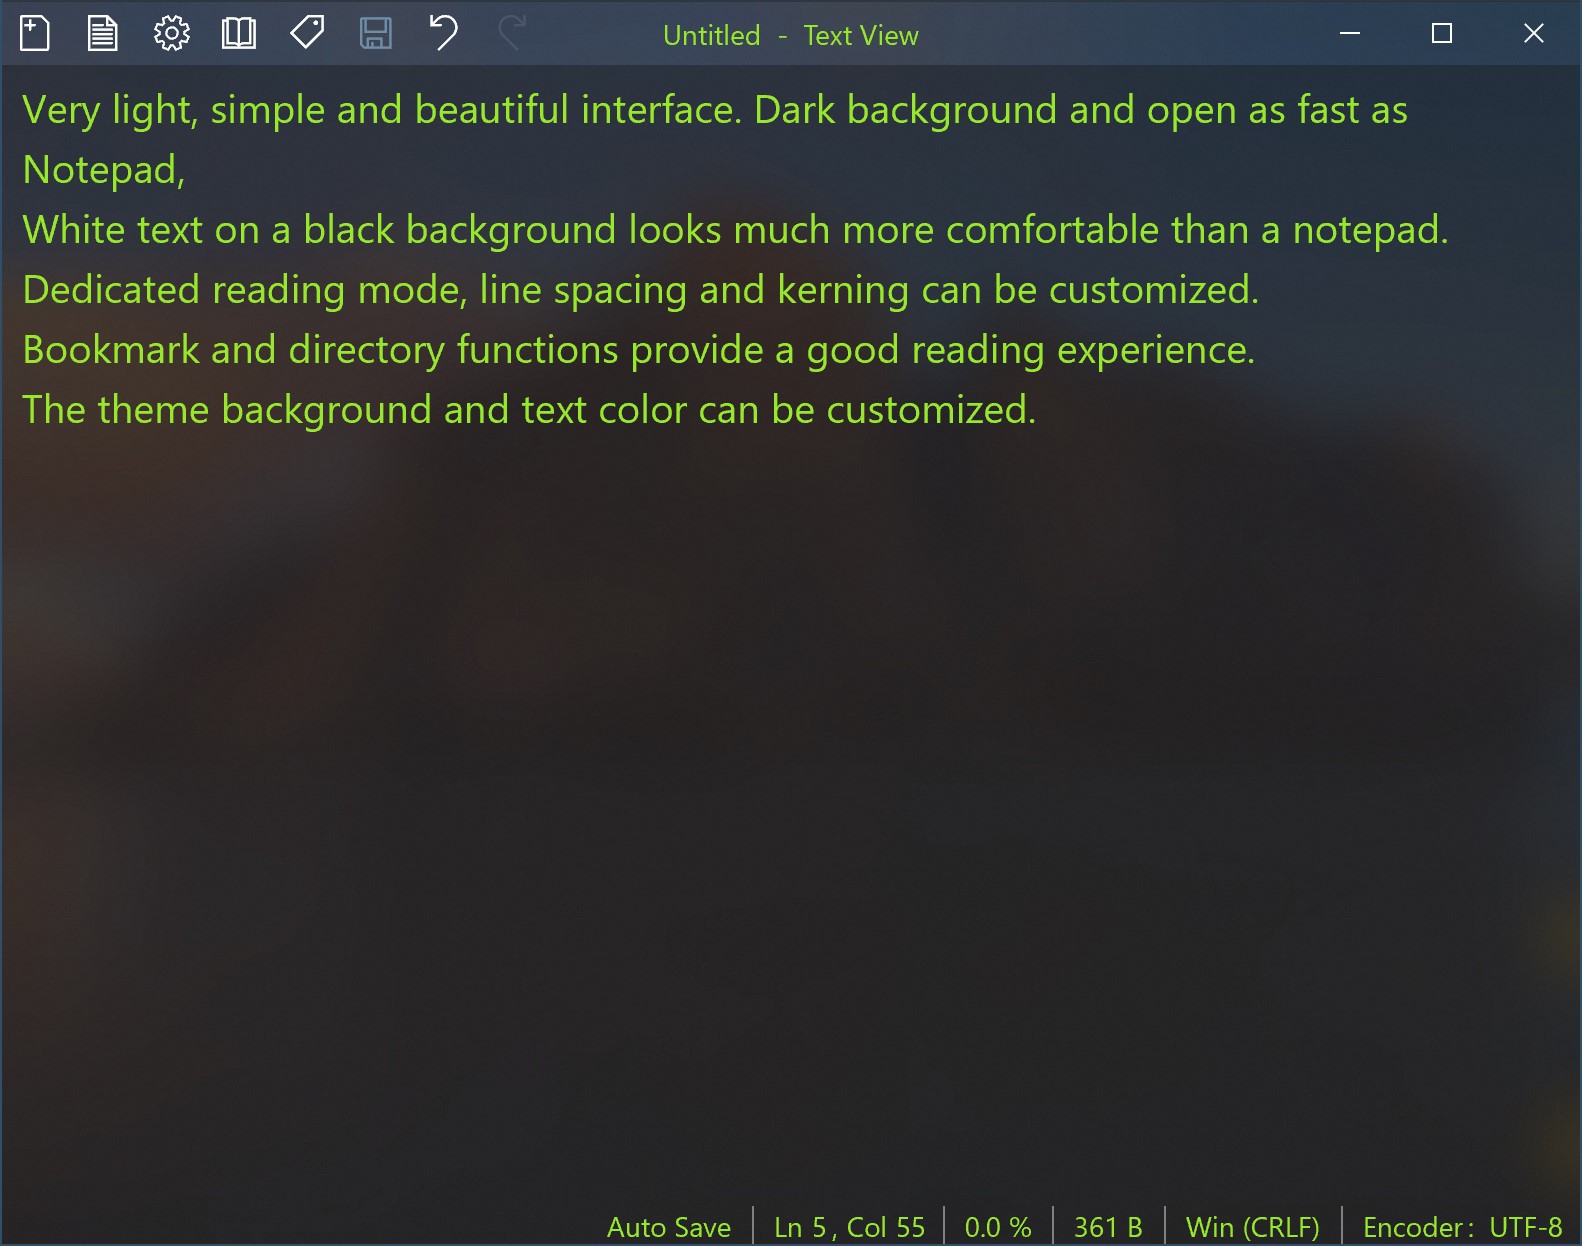 Untitled - Text View
Very light, simple and beautiful interface. Dark background and open as fast as
Notepad,
White text on a black background looks much more comfortable than a notepad.
Dedicated reading mode, line spacing and kerning can be customized.
Bookmark and directory functions provide a good reading experience.
The theme background and text color can be customized.
Auto Save Ln 5, Col 55 0.0 % 361 B Win (CRLF) Encoder: UTF-8